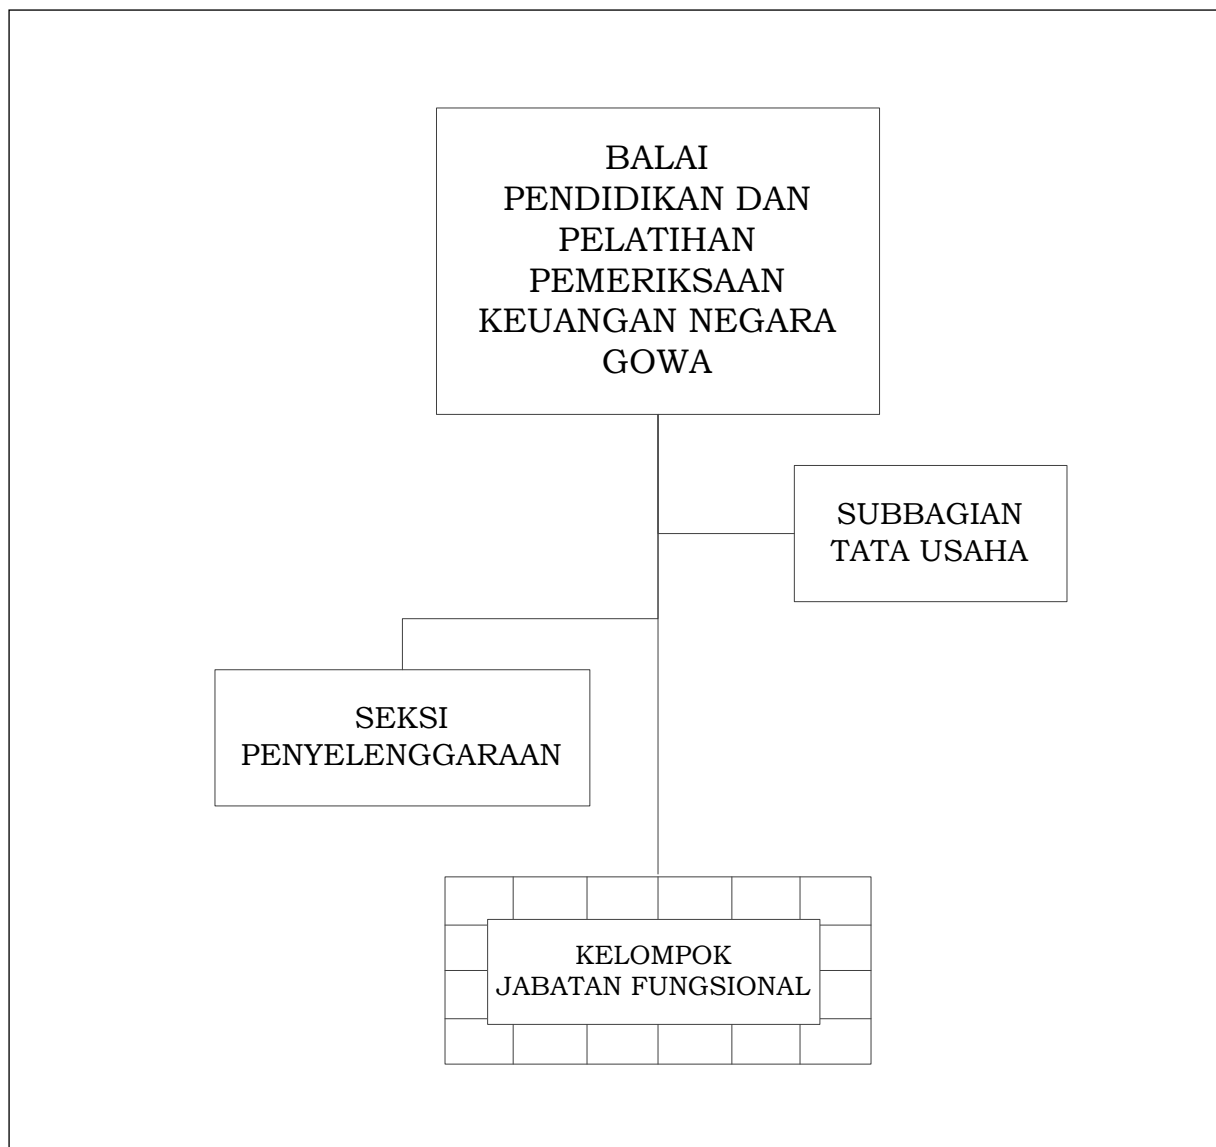 BALAI
PENDIDIKAN DAN
PELATIHAN
PEMERIKSAAN
KEUANGAN NEGARA
GOWA
SUBBAGIAN
TATA USAHA
SEKSI
PENYELENGGARAAN
KELOMPOK
JABATAN FUNGSIONAL